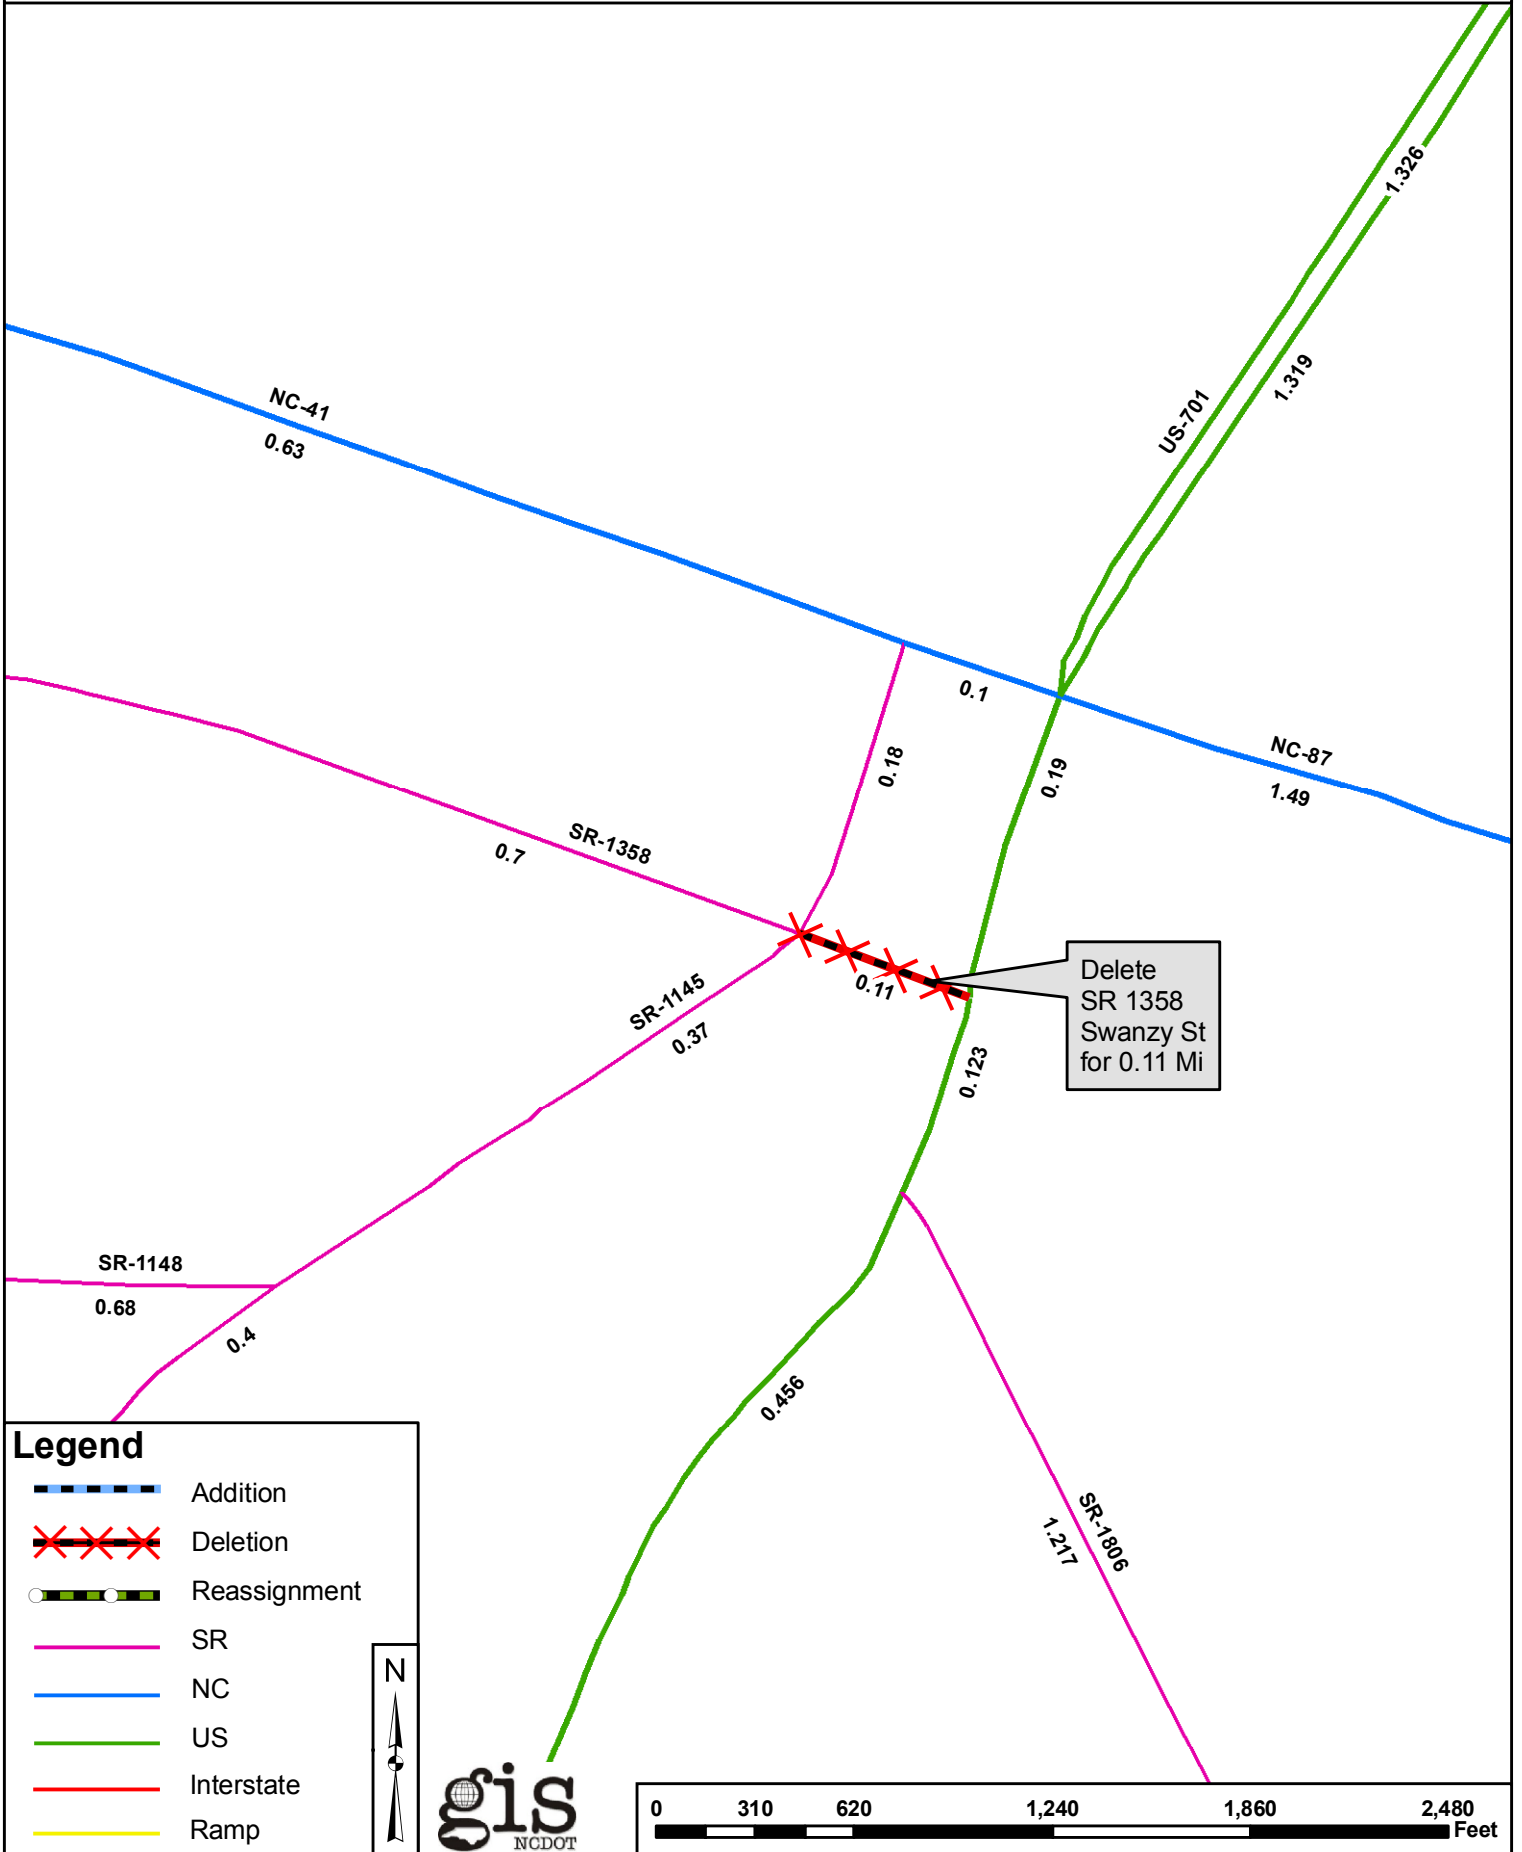 1.326
1.319
US-701
NC-41
0.63
0.1
NC-87
1.49
0.18
0.19
SR-1358
0.7
0.11
Delete
SR 1358
Swanzy St
for 0.11 Mi
SR-1145
0.37
0.123
SR-1148
0.68
0.4
0.456
SR-1806
1.217
Legend
Addition
Deletion
Reassignment
SR
NC
US
Interstate
Ramp
N
gis
NCDOT
0 310 620 1,240 1,860 2,480
Feet